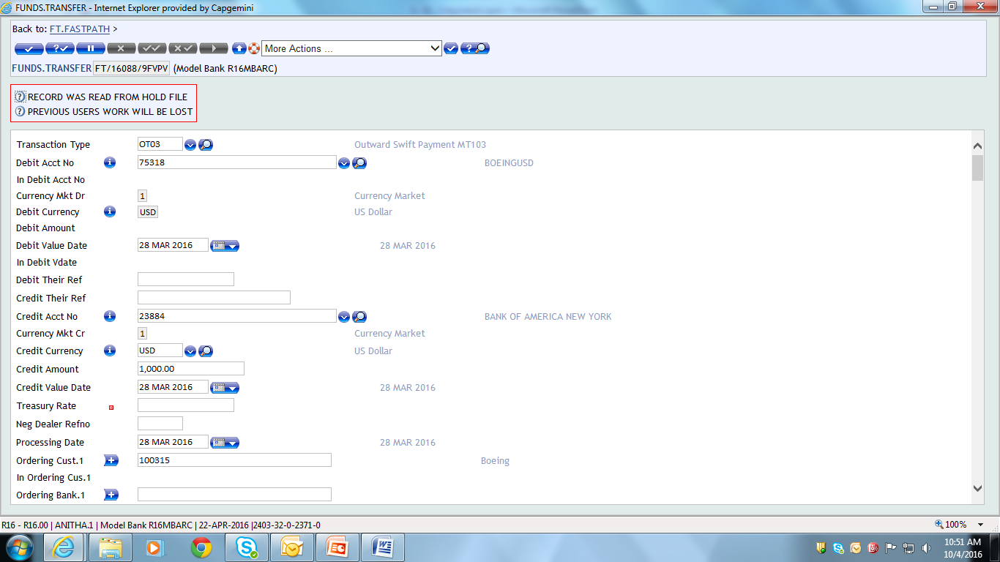 FUNDS.TRANSFER - Internet Explorer provided by Capgemini
Back to: FT.FASTPATH >
More Actions ...
FUNDS.TRANSFER FT/16088/9FVPV (Model Bank R16MBARC)
RECORD WAS READ FROM HOLD FILE
PREVIOUS USERS WORK WILL BE LOST
Transaction Type OT03 Outward Swift Payment MT103
Debit Acct No 75318 BOEINGUSD
In Debit Acct No
Currency Mkt Dr 1 Currency Market
Debit Currency USD US Dollar
Debit Amount
Debit Value Date 28 MAR 2016 28 MAR 2016
In Debit Vdate
Debit Their Ref
Credit Their Ref
Credit Acct No 23884 BANK OF AMERICA NEW YORK
Currency Mkt Cr 1 Currency Market
Credit Currency USD US Dollar
Credit Amount 1,000.00
Credit Value Date 28 MAR 2016 28 MAR 2016
Treasury Rate
Neg Dealer Refno
Processing Date 28 MAR 2016 28 MAR 2016
Ordering Cust.1 100315 Boeing
In Ordering Cus.1
Ordering Bank.1
R16 - R16.00 | ANITHA.1 | Model Bank R16MBARC | 22-APR-2016 |2403-32-0-2371-0 100%
10:51 AM
10/4/2016